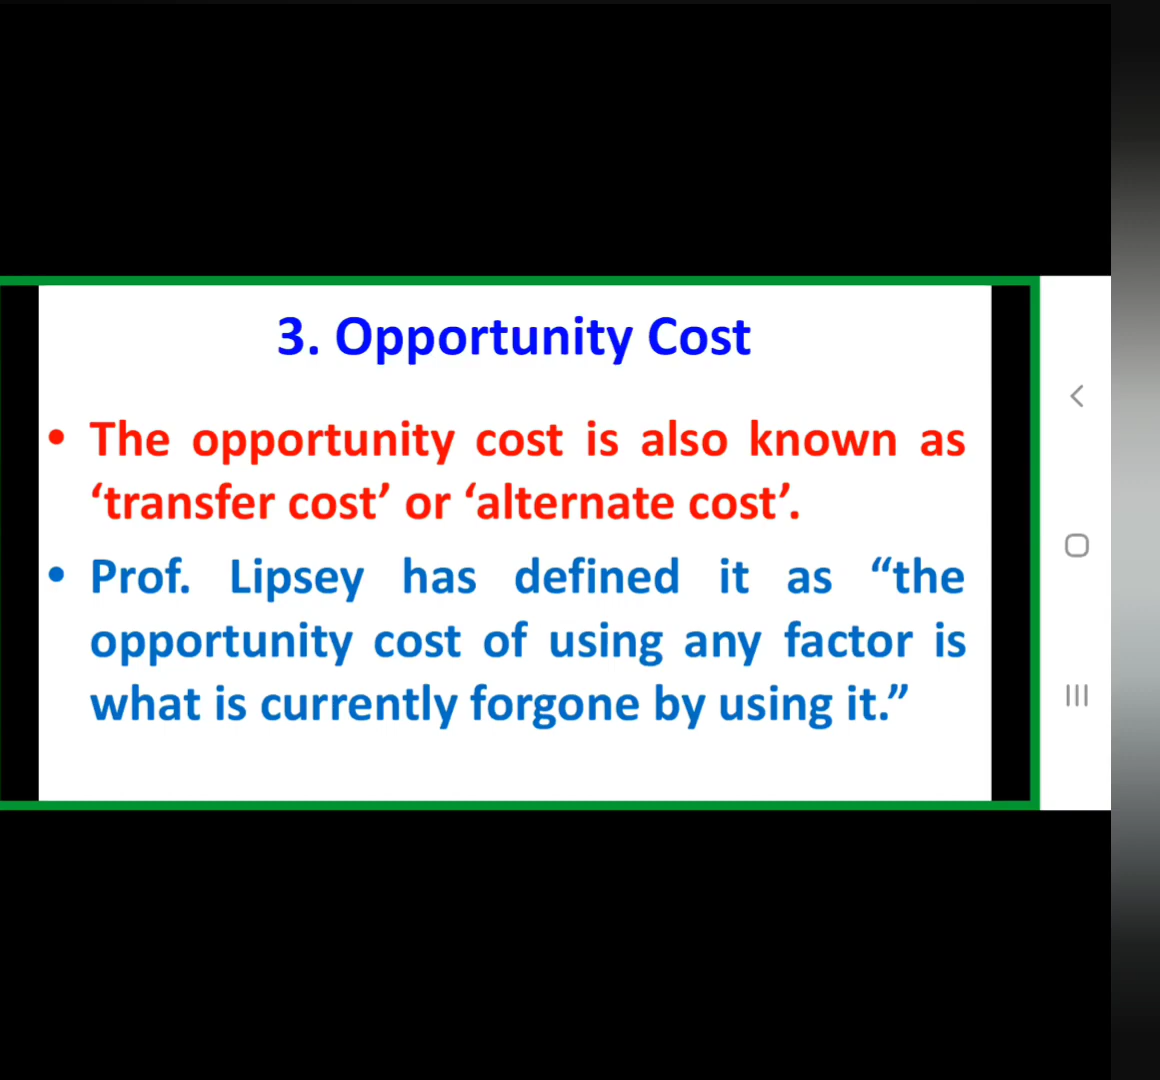 3. Opportunity Cost
• The opportunity cost is also known as
‘transfer cost’ or ‘alternate cost’.
• Prof. Lipsey has defined it as “the
opportunity cost of using any factor is
what is currently forgone by using it.”